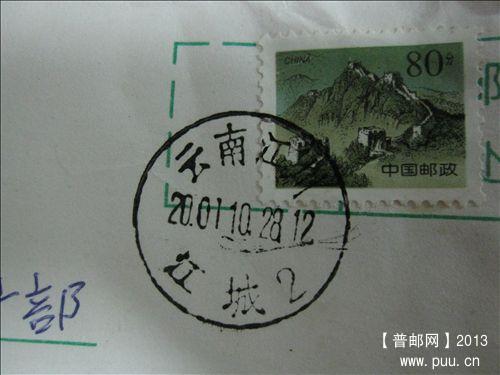 CHINA 80分
中国邮政
云南江
20.01.10.28.12
江城 2
部
【普邮网】2013
www.puu.cn